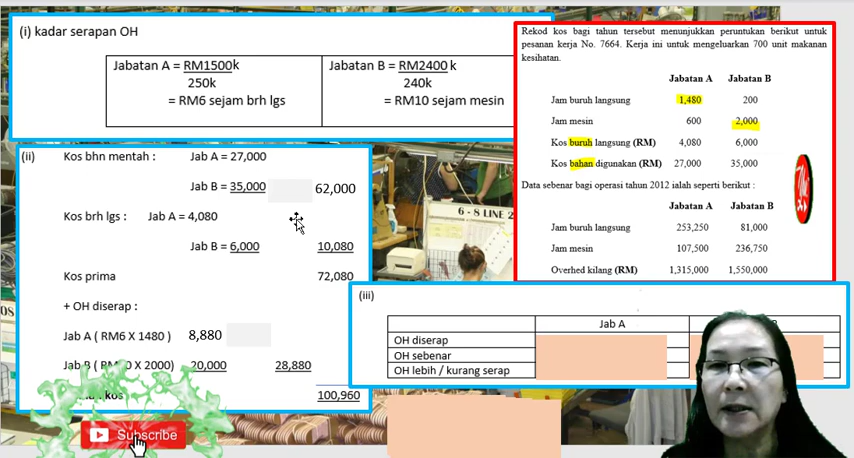 (i) kadar serapan OH
Jabatan A = RM1500k
250k
= RM6 sejam brh lgs
Jabatan B = RM2400 k
240k
= RM10 sejam mesin
Rekod kos bagi tahun tersebut menunjukkan peruntukan berikut untuk
pesanan kerja No. 7664. Kerja ini untuk mengeluarkan 700 unit makanan
kesihatan.
Jabatan A Jabatan B
Jam buruh langsung 1,480 200
Jam mesin 600 2,000
Kos buruh langsung (RM) 4,080 6,000
Kos bahan digunakan (RM) 27,000 35,000
Data sebenar bagi operasi tahun 2012 ialah seperti berikut :
Jabatan A Jabatan B
Jam buruh langsung 253,250 81,000
Jam mesin 107,500 236,750
Overhed kilang (RM) 1,315,000 1,550,000
(ii) Kos bhn mentah : Jab A = 27,000
Jab B = 35,000 62,000
Kos brh lgs : Jab A = 4,080
Jab B = 6,000 10,080
Kos prima 72,080
+ OH diserap :
Jab A ( RM6 X 1480 ) 8,880
Jab B ( 0 X 2000) 20,000 28,880
kos 100,960
6 - 8 LINE 2
(iii)
Jab A
OH diserap
OH sebenar
OH lebih / kurang serap
Subscribe